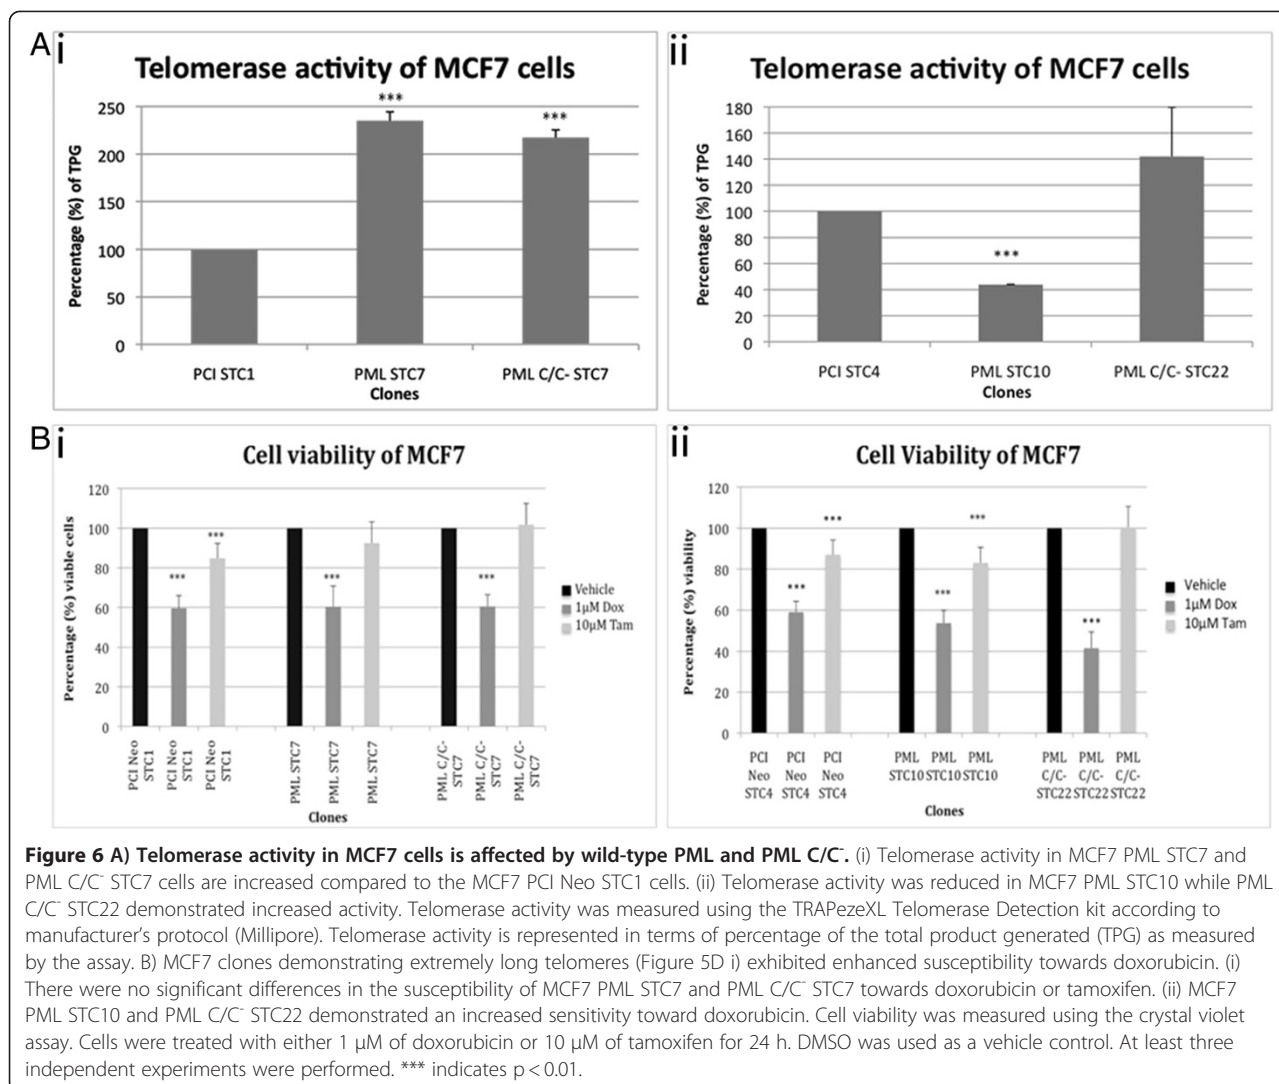 A i
Telomerase activity of MCF7 cells
Percentage (%) of TPG
250
200
150
100
50
0
***
***
PCI STC1
PML STC7
PML C/C- STC7
Clones
ii
Telomerase activity of MCF7 cells
Percentage (%) of TPG
180
160
140
120
100
80
60
40
20
0
***
PCI STC4
PML STC10
PML C/C- STC22
Clones
B i
Cell viability of MCF7
Percentage (%) viable cells
120
100
80
60
40
20
0
***
***
***
***
Vehicle
1µM Dox
10µM Tam
PCI Neo STC1
PCI Neo STC1
PCI Neo STC1
PML STC7
PML STC7
PML STC7
PML C/C- STC7
PML C/C- STC7
PML C/C- STC7
Clones
ii
Cell Viability of MCF7
Percentage (%) viability
120
100
80
60
40
20
0
***
***
***
***
***
Vehicle
1µM Dox
10µM Tam
PCI Neo STC4
PCI Neo STC4
PCI Neo STC4
PML STC10
PML STC10
PML STC10
PML C/C- STC22
PML C/C- STC22
PML C/C- STC22
Clones
Figure 6 A) Telomerase activity in MCF7 cells is affected by wild-type PML and PML C/C⁻. (i) Telomerase activity in MCF7 PML STC7 and
PML C/C⁻ STC7 cells are increased compared to the MCF7 PCI Neo STC1 cells. (ii) Telomerase activity was reduced in MCF7 PML STC10 while PML
C/C⁻ STC22 demonstrated increased activity. Telomerase activity was measured using the TRAPezeXL Telomerase Detection kit according to
manufacturer's protocol (Millipore). Telomerase activity is represented in terms of percentage of the total product generated (TPG) as measured
by the assay. B) MCF7 clones demonstrating extremely long telomeres (Figure 5D i) exhibited enhanced susceptibility towards doxorubicin. (i)
There were no significant differences in the susceptibility of MCF7 PML STC7 and PML C/C⁻ STC7 towards doxorubicin or tamoxifen. (ii) MCF7
PML STC10 and PML C/C⁻ STC22 demonstrated an increased sensitivity toward doxorubicin. Cell viability was measured using the crystal violet
assay. Cells were treated with either 1 μM of doxorubicin or 10 μM of tamoxifen for 24 h. DMSO was used as a vehicle control. At least three
independent experiments were performed. *** indicates p < 0.01.